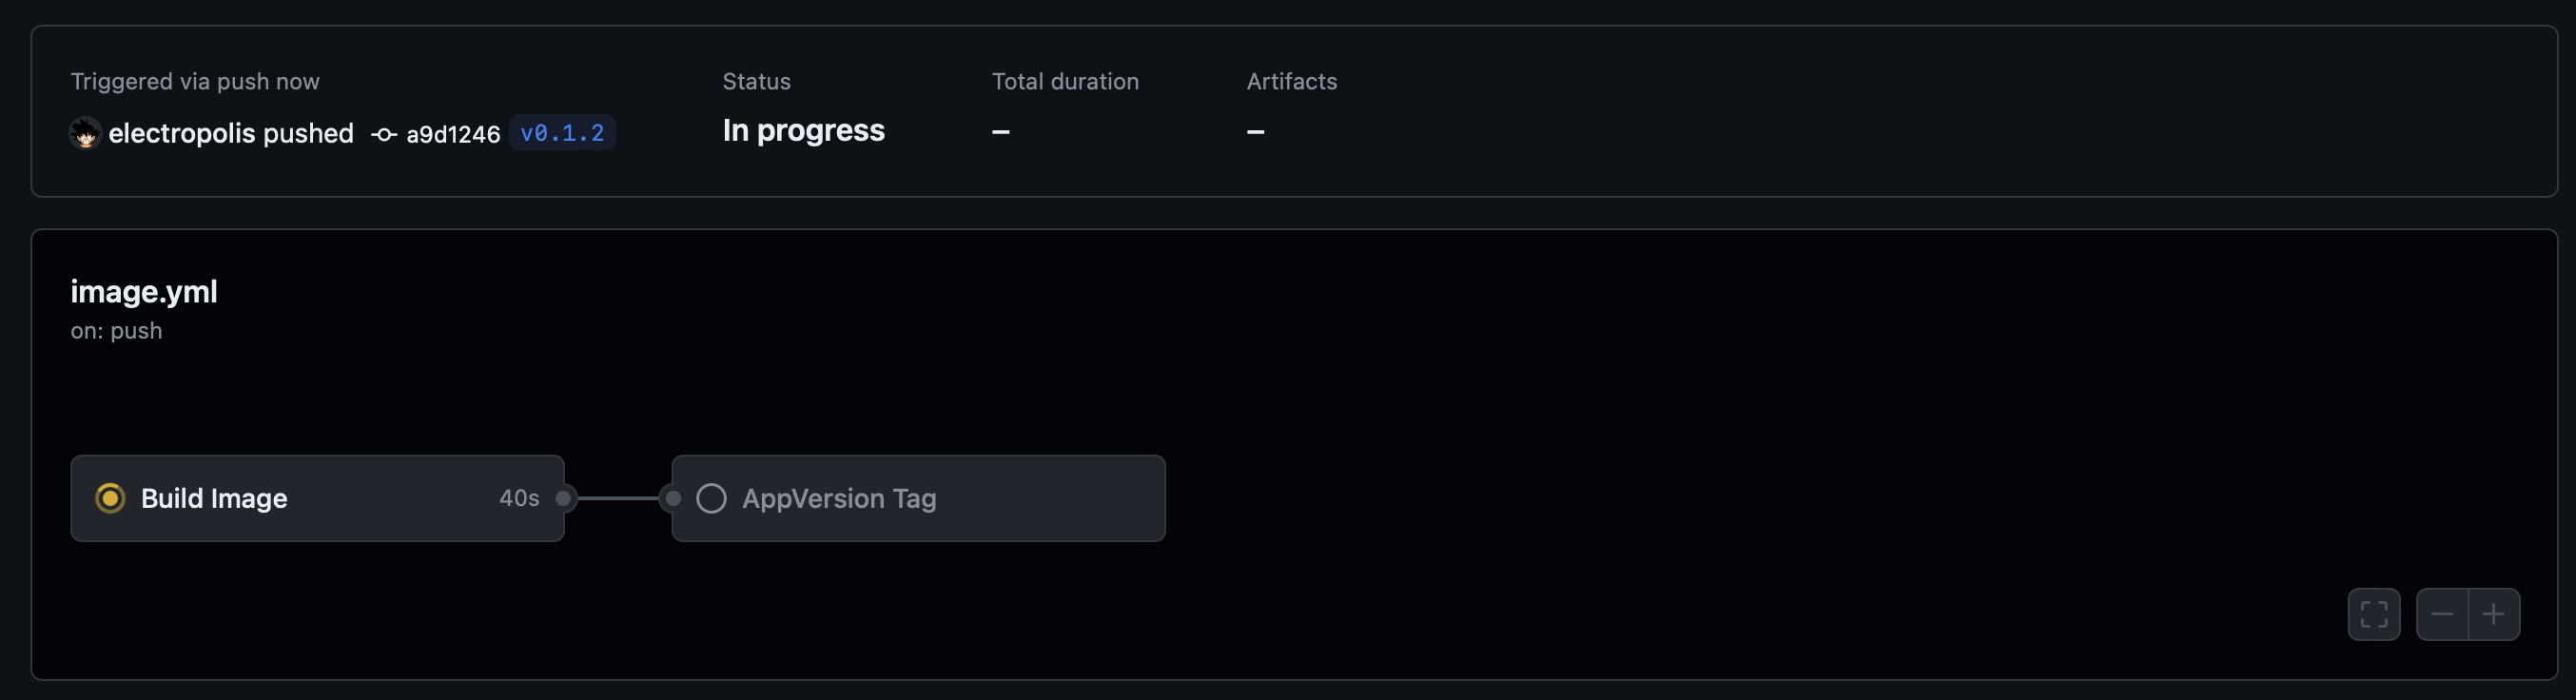 Triggered via push now
electropolis pushed a9d1246 v0.1.2
Status
In progress
Total duration
–
Artifacts
–
image.yml
on: push
Build Image 40s
AppVersion Tag